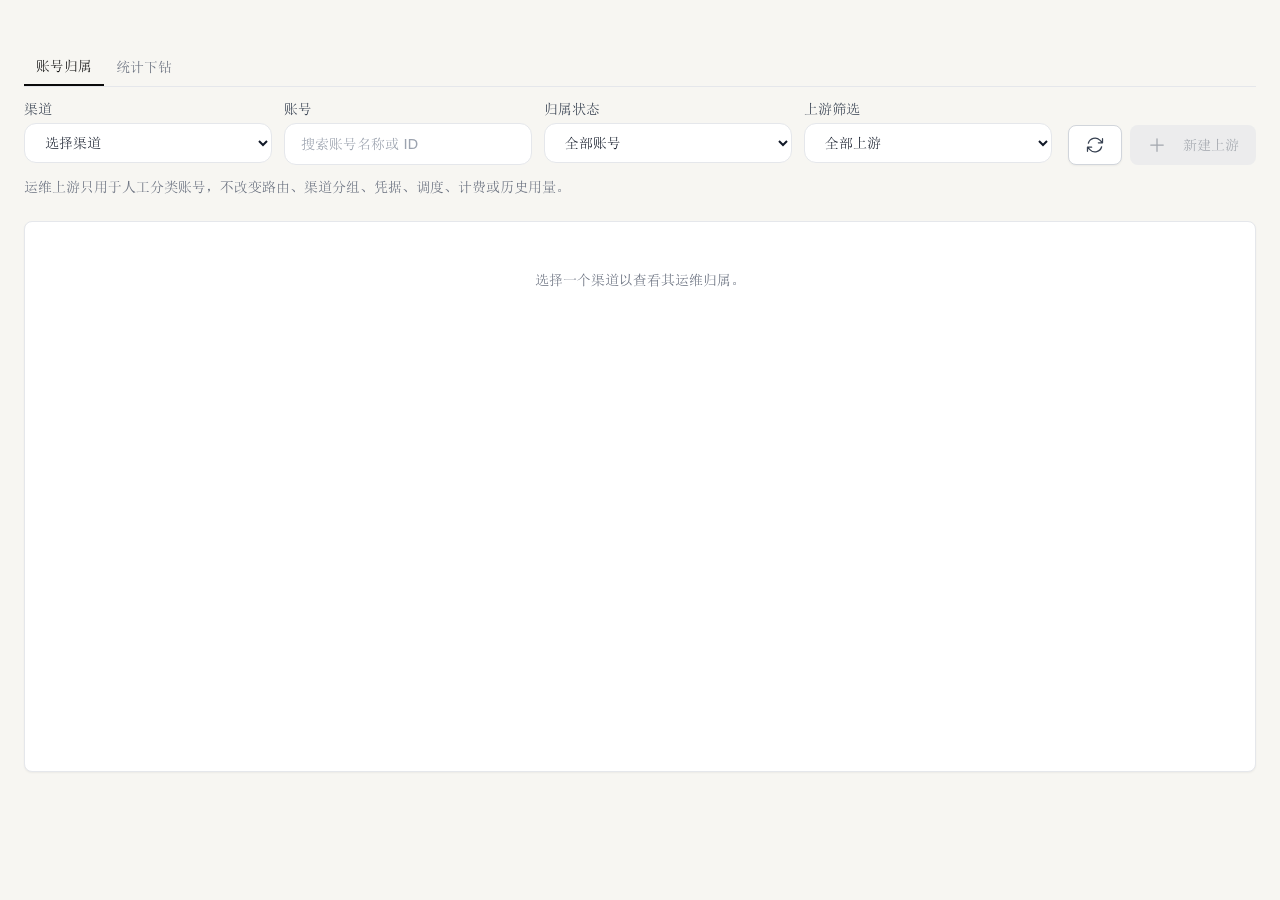 账号归属
统计下钻
渠道
账号
归属状态
上游筛选
选择渠道
搜索账号名称或 ID
全部账号
全部上游
新建上游
运维上游只用于人工分类账号，不改变路由、渠道分组、凭据、调度、计费或历史用量。
选择一个渠道以查看其运维归属。